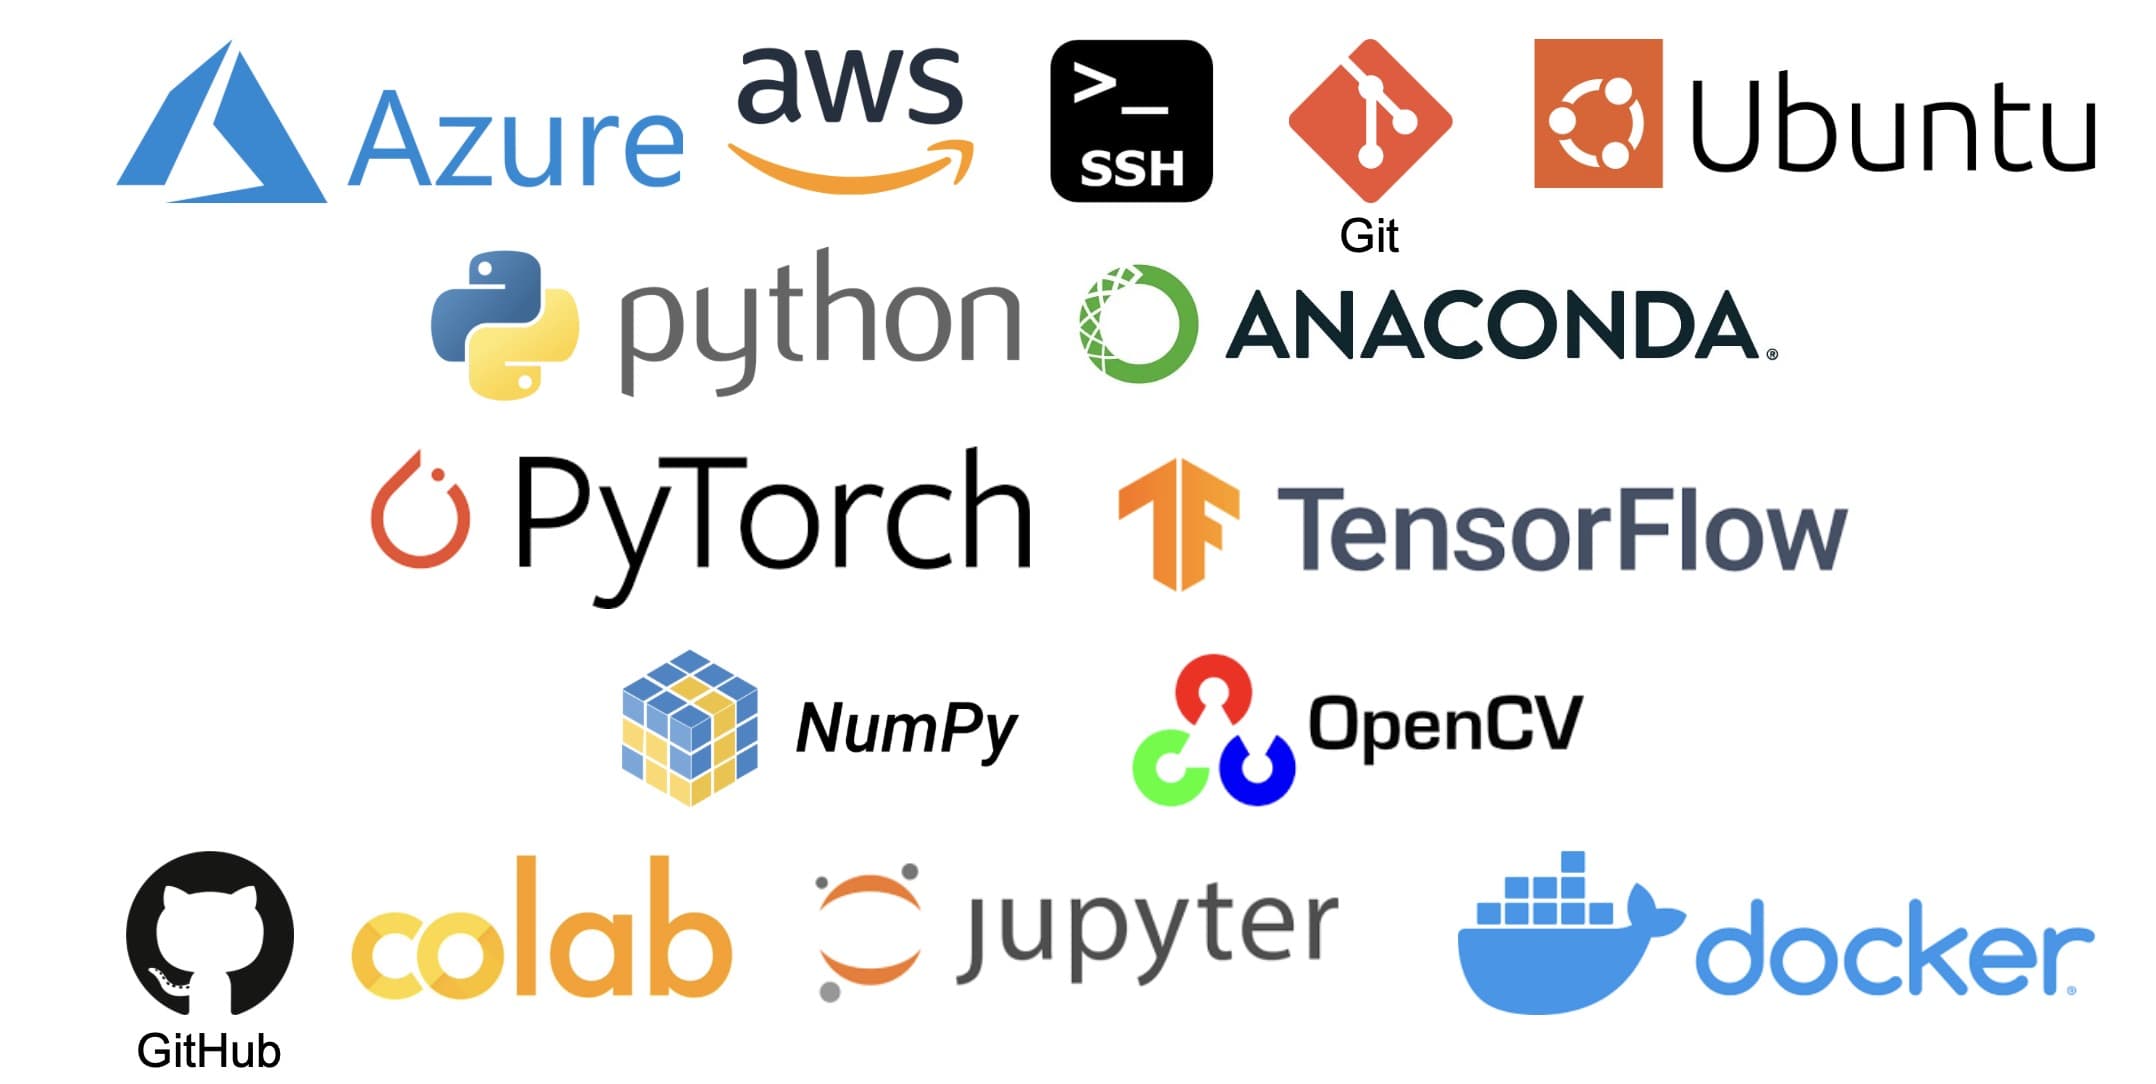 Azure
aws
>_
SSH
Git
Ubuntu
python
ANACONDA®
PyTorch
TensorFlow
NumPy
OpenCV
GitHub
colab
jupyter
docker®